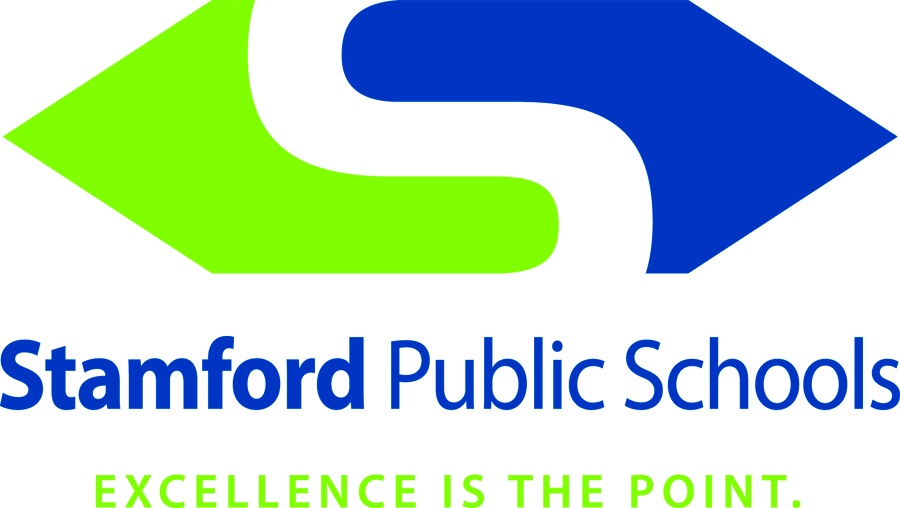 Stamford Public Schools
EXCELLENCE IS THE POINT.